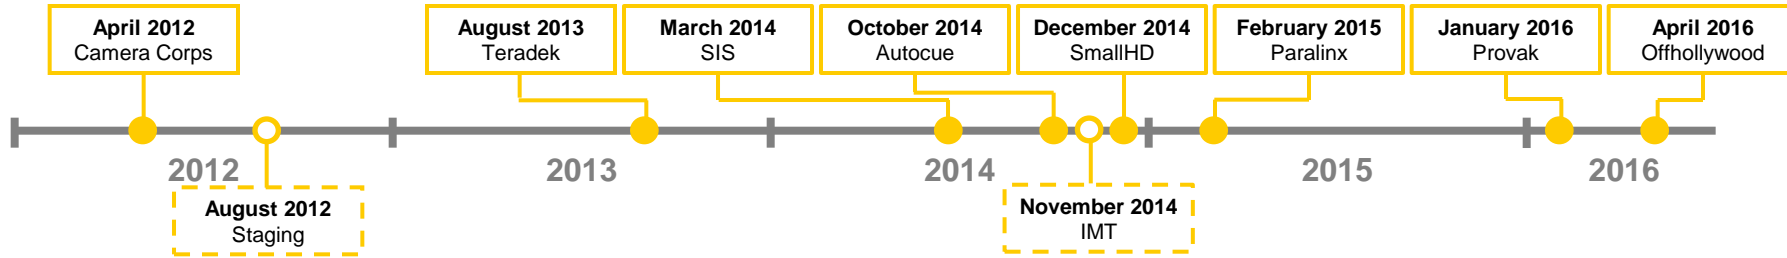 April 2012
Camera Corps
August 2013
Teradek
March 2014
SIS
October 2014
Autocue
December 2014
SmallHD
February 2015
Paralinx
January 2016
Provak
April 2016
Offhollywood
2012
2013
2014
2015
2016
August 2012
Staging
November 2014
IMT